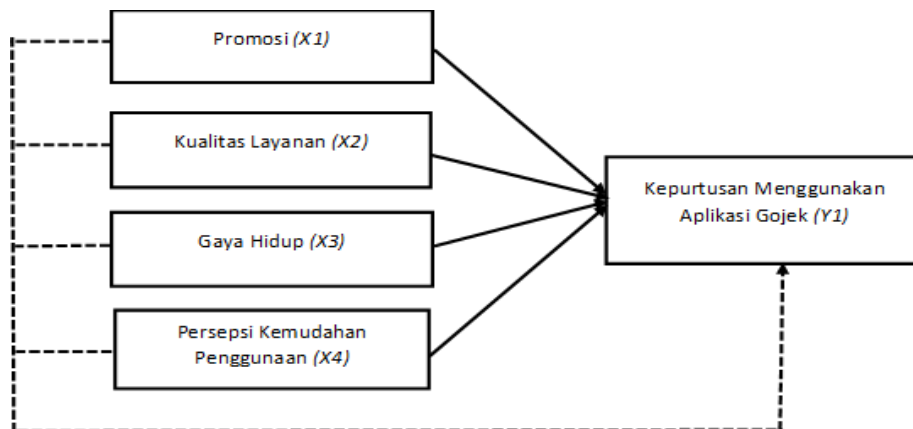 Promosi (X1)
Kualitas Layanan (X2)
Gaya Hidup (X3)
Persepsi Kemudahan
Penggunaan (X4)
Kepurtusan Menggunakan
Aplikasi Gojek (Y1)